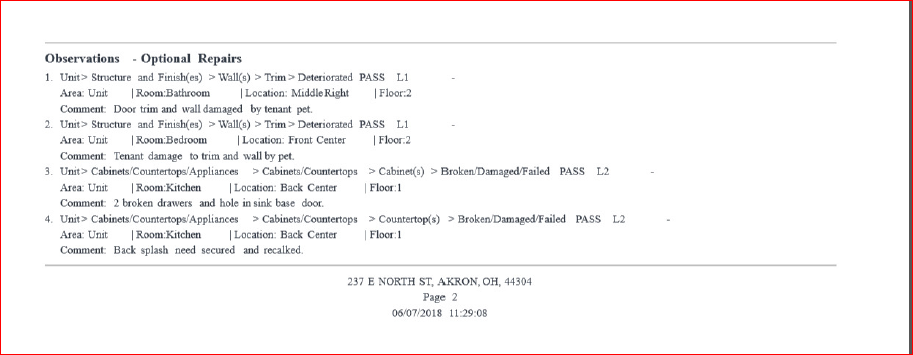 Observations - Optional Repairs
1. Unit> Structure and Finish(es) > Wall(s) > Trim > Deteriorated PASS L1 -
Area: Unit | Room:Bathroom | Location: Middle Right | Floor:2
Comment: Door trim and wall damaged by tenant pet.
2. Unit> Structure and Finish(es) > Wall(s) > Trim > Deteriorated PASS L1 -
Area: Unit | Room:Bedroom | Location: Front Center | Floor:2
Comment: Tenant damage to trim and wall by pet.
3. Unit> Cabinets/Countertops/Appliances > Cabinets/Countertops > Cabinet(s) > Broken/Damaged/Failed PASS L2 -
Area: Unit | Room:Kitchen | Location: Back Center | Floor:1
Comment: 2 broken drawers and hole in sink base door.
4. Unit> Cabinets/Countertops/Appliances > Cabinets/Countertops > Countertop(s) > Broken/Damaged/Failed PASS L2 -
Area: Unit | Room:Kitchen | Location: Back Center | Floor:1
Comment: Back splash need secured and recalked.
237 E NORTH ST, AKRON, OH, 44304
Page 2
06/07/2018 11:29:08